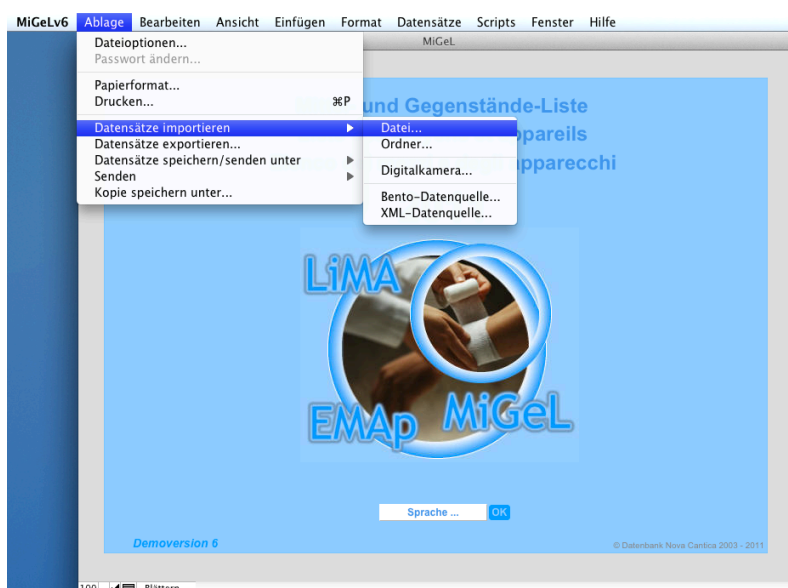 MiGeLv6 Ablage Bearbeiten Ansicht Einfügen Format Datensätze Scripts Fenster Hilfe
MiGeL
Dateioptionen...
Passwort ändern...
Papierformat...
Drucken... ⌘P
Datensätze importieren
Datensätze exportieren...
Datensätze speichern/senden unter
Senden
Kopie speichern unter...
Datei...
Ordner...
Digitalkamera...
Bento-Datenquelle...
XML-Datenquelle...
und Gegenstände-Liste
ppareils
apparecchi
LiMA
EMAp MiGeL
Sprache ... OK
Demoversion 6
© Datenbank Nova Cantica 2003 - 2011
100 Blättern